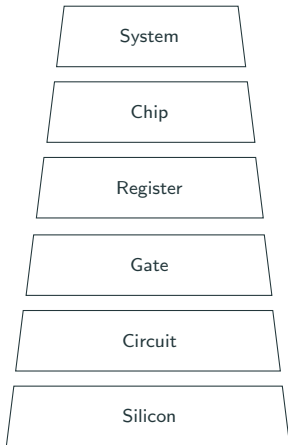 System
Chip
Register
Gate
Circuit
Silicon